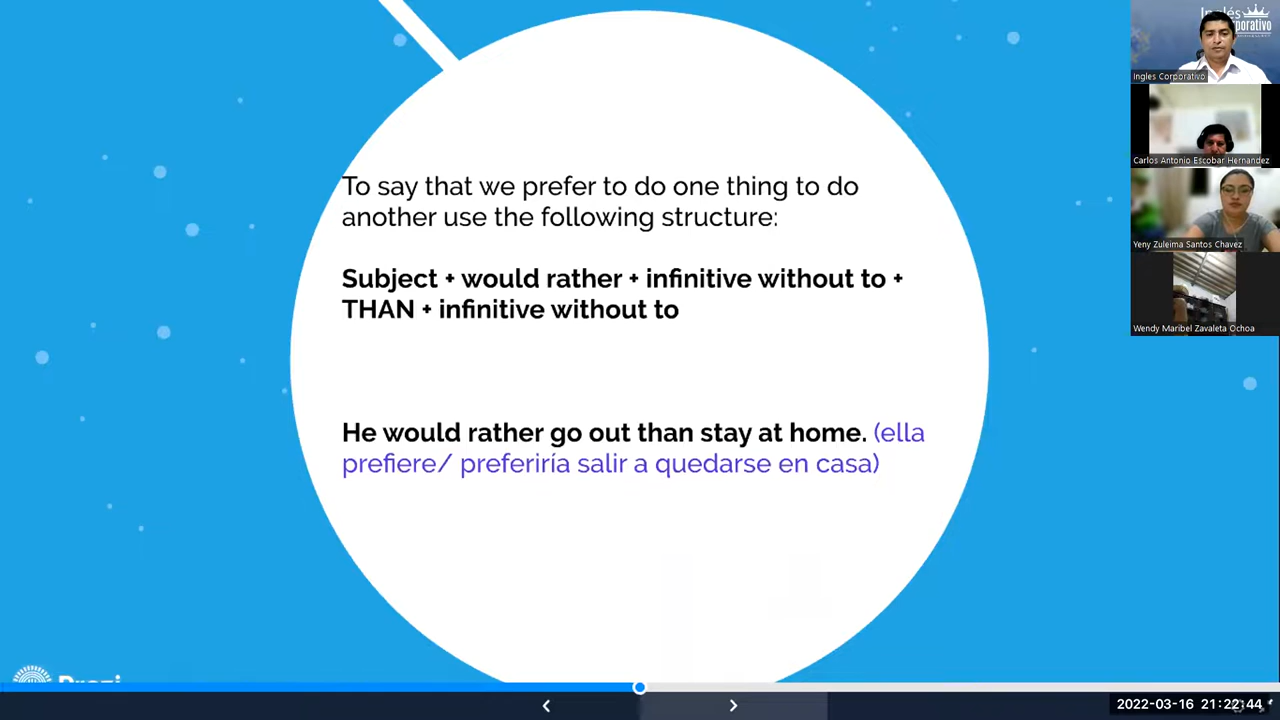 To say that we prefer to do one thing to do
another use the following structure:
Subject + would rather + infinitive without to +
THAN + infinitive without to
He would rather go out than stay at home. (ella
prefiere/ preferiría salir a quedarse en casa)
Prezi
Inglés
Ingles Corporativo
Carlos Antonio Escobar Hernandez
Yeny Zuleima Santos Chavez
Wendy Maribel Zavaleta Ochoa
2022-03-16 21:22:44